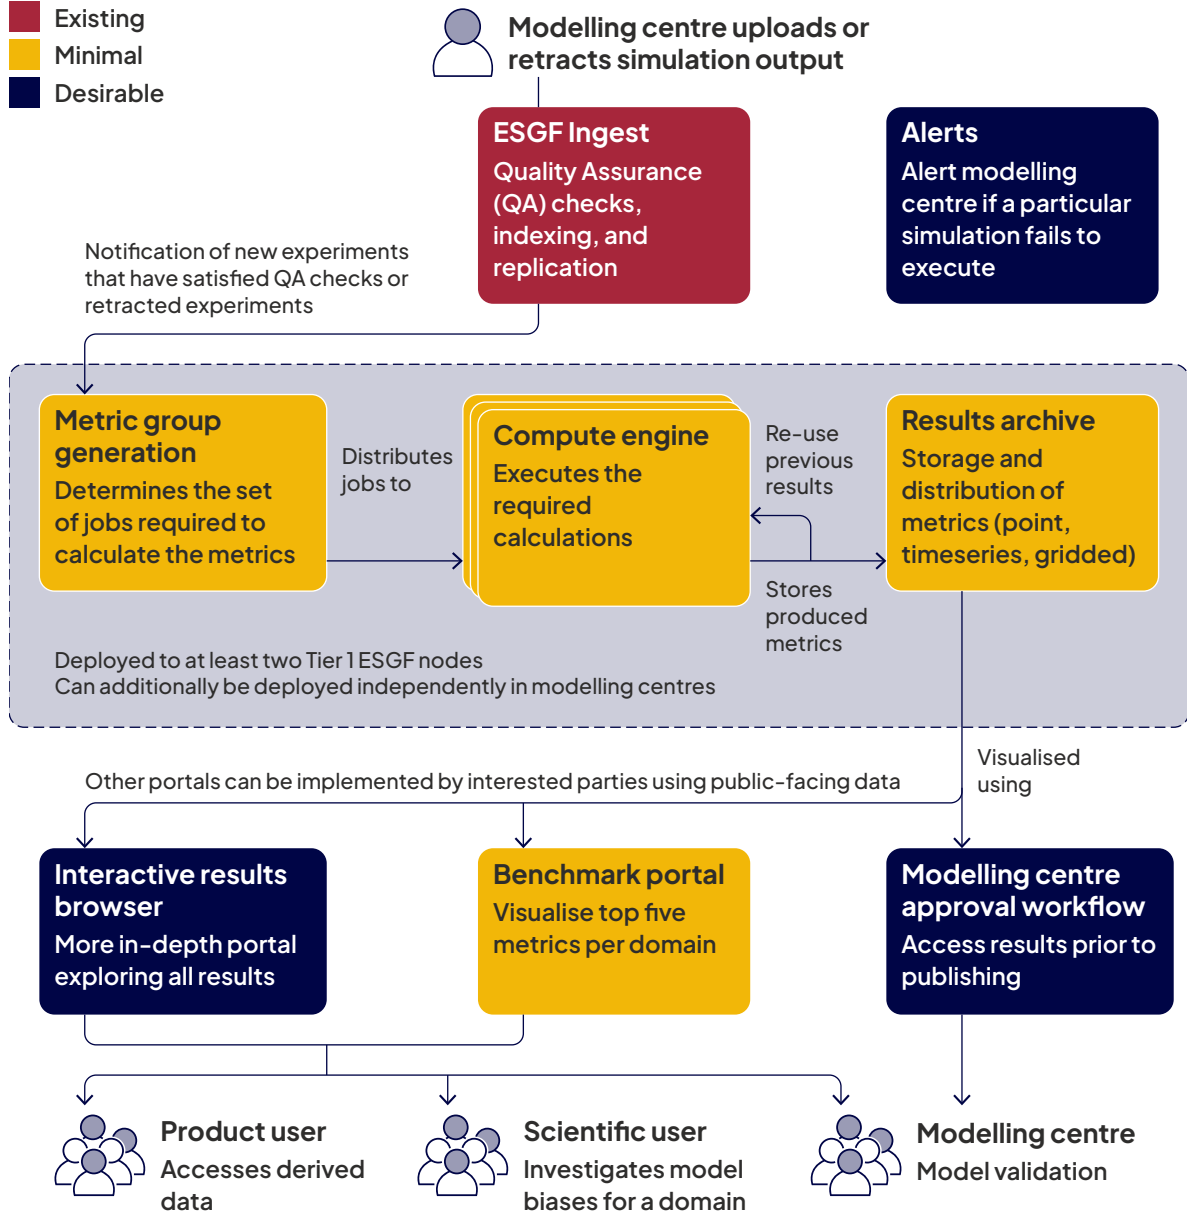 Existing
Minimal
Desirable
Modelling centre uploads or
retracts simulation output
ESGF Ingest
Quality Assurance
(QA) checks,
indexing, and
replication
Alerts
Alert modelling
centre if a particular
simulation fails to
execute
Notification of new experiments
that have satisfied QA checks or
retracted experiments
Metric group
generation
Determines the set
of jobs required to
calculate the metrics
Distributes
jobs to
Compute engine
Executes the
required
calculations
Re-use
previous
results
Stores
produced
metrics
Results archive
Storage and
distribution of
metrics (point,
timeseries, gridded)
Deployed to at least two Tier 1 ESGF nodes
Can additionally be deployed independently in modelling centres
Visualised
using
Other portals can be implemented by interested parties using public-facing data
Interactive results
browser
More in-depth portal
exploring all results
Benchmark portal
Visualise top five
metrics per domain
Modelling centre
approval workflow
Access results prior to
publishing
Product user
Accesses derived
data
Scientific user
Investigates model
biases for a domain
Modelling centre
Model validation